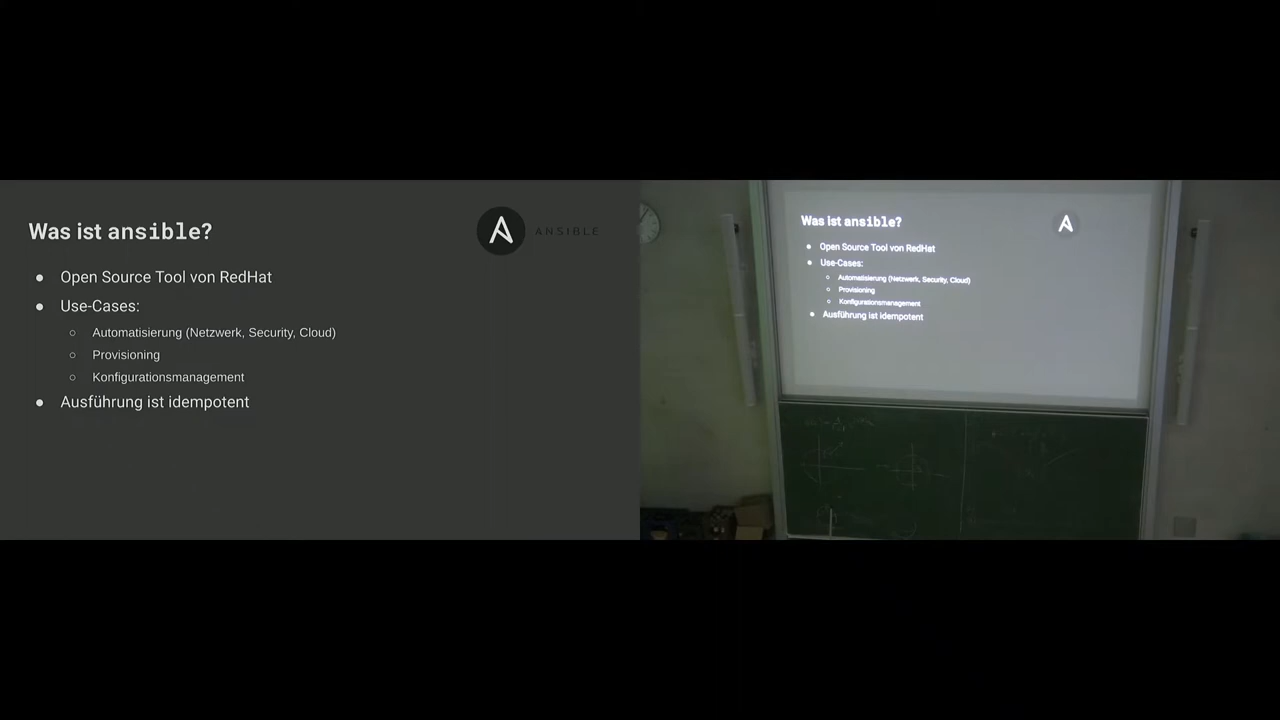 Was ist ansible?
ANSIBLE
● Open Source Tool von RedHat
● Use-Cases:
○ Automatisierung (Netzwerk, Security, Cloud)
○ Provisioning
○ Konfigurationsmanagement
● Ausführung ist idempotent
Was ist ansible?
● Open Source Tool von RedHat
● Use-Cases:
○ Automatisierung (Netzwerk, Security, Cloud)
○ Provisioning
○ Konfigurationsmanagement
● Ausführung ist idempotent